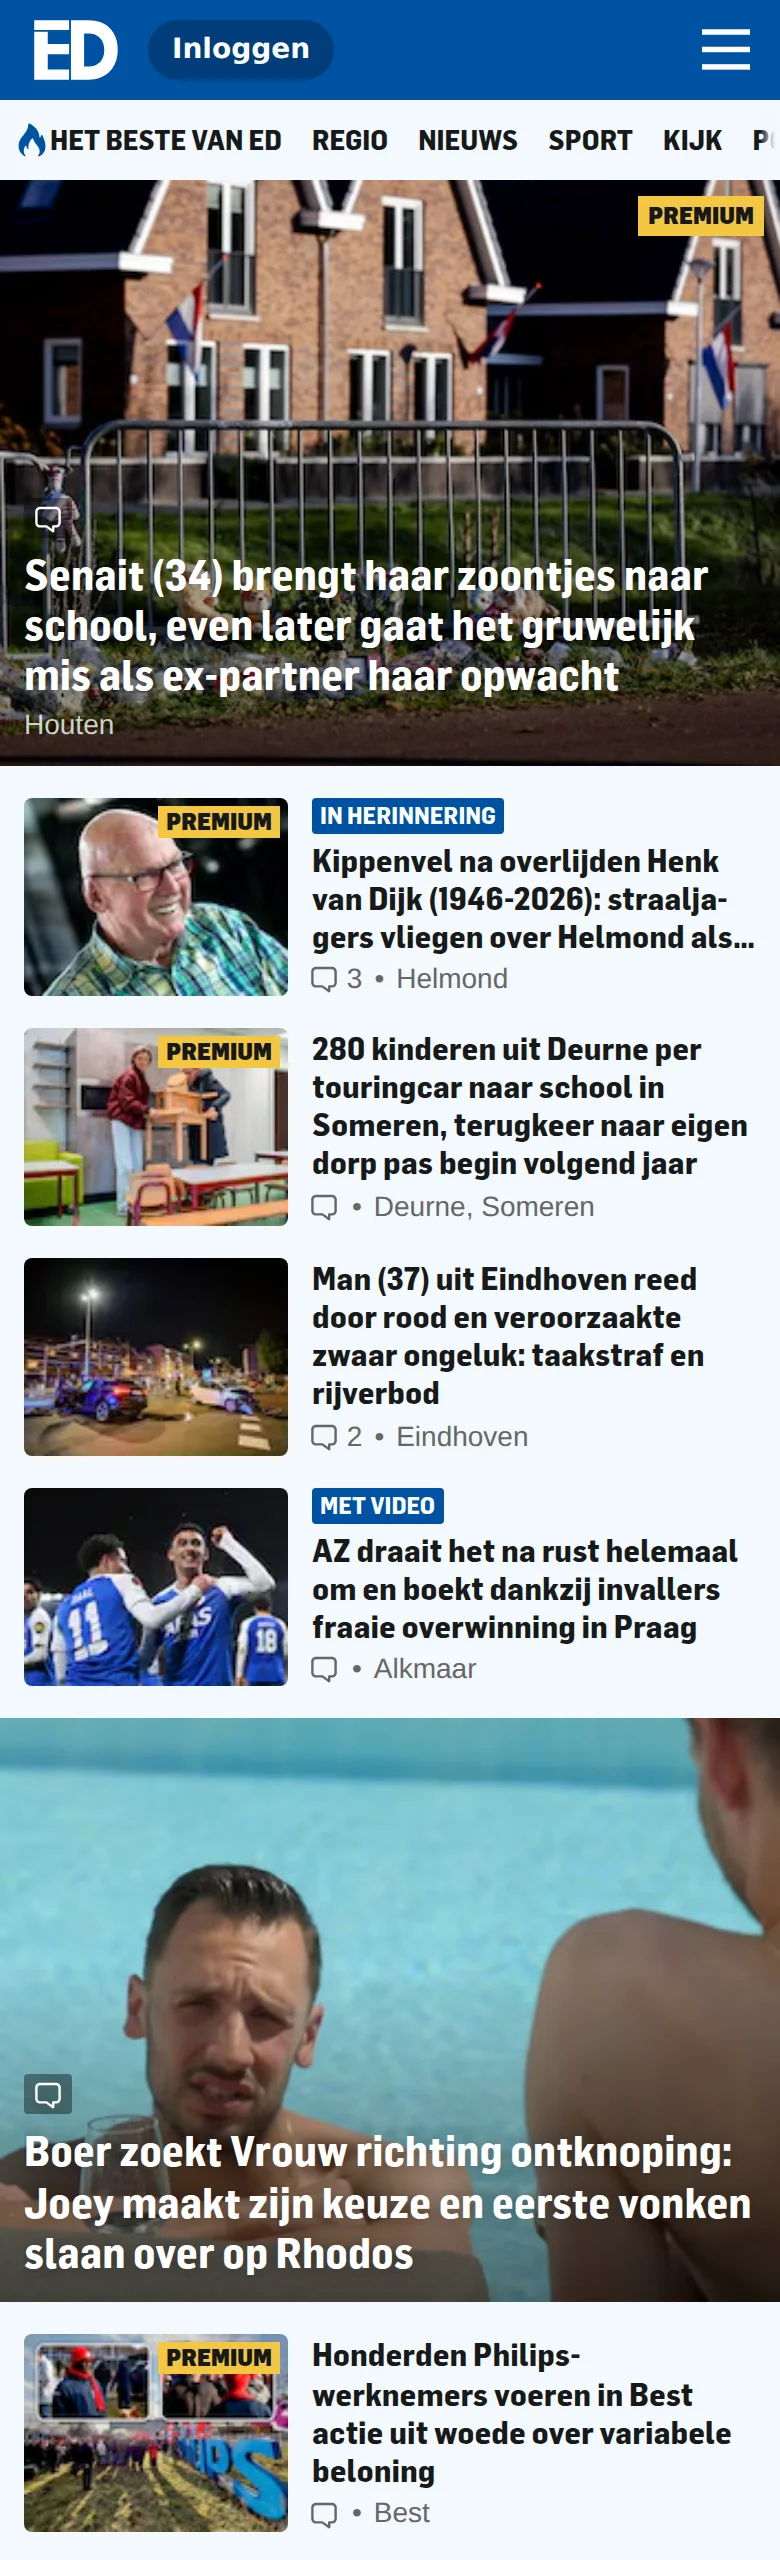 ED
Inloggen
HET BESTE VAN ED REGIO NIEUWS SPORT KIJK
PREMIUM
Senait (34) brengt haar zoontjes naar
school, even later gaat het gruwelijk
mis als ex-partner haar opwacht
Houten
PREMIUM
IN HERINNERING
Kippenvel na overlijden Henk
van Dijk (1946-2026): straalja-
gers vliegen over Helmond als...
3 • Helmond
PREMIUM
280 kinderen uit Deurne per
touringcar naar school in
Someren, terugkeer naar eigen
dorp pas begin volgend jaar
• Deurne, Someren
Man (37) uit Eindhoven reed
door rood en veroorzaakte
zwaar ongeluk: taakstraf en
rijverbod
2 • Eindhoven
11
18
MET VIDEO
AZ draait het na rust helemaal
om en boekt dankzij invallers
fraaie overwinning in Praag
• Alkmaar
Boer zoekt Vrouw richting ontknoping:
Joey maakt zijn keuze en eerste vonken
slaan over op Rhodos
PREMIUM
Honderden Philips-
werknemers voeren in Best
actie uit woede over variabele
beloning
• Best